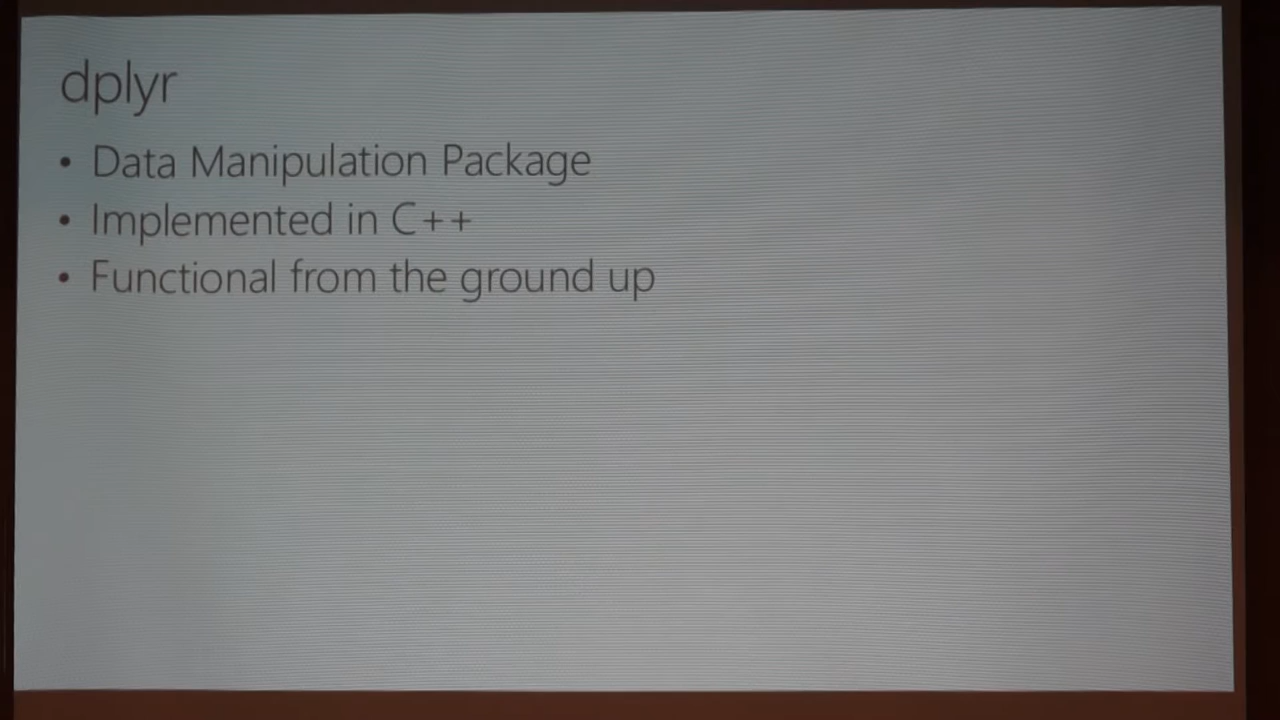 dplyr
• Data Manipulation Package
• Implemented in C++
• Functional from the ground up